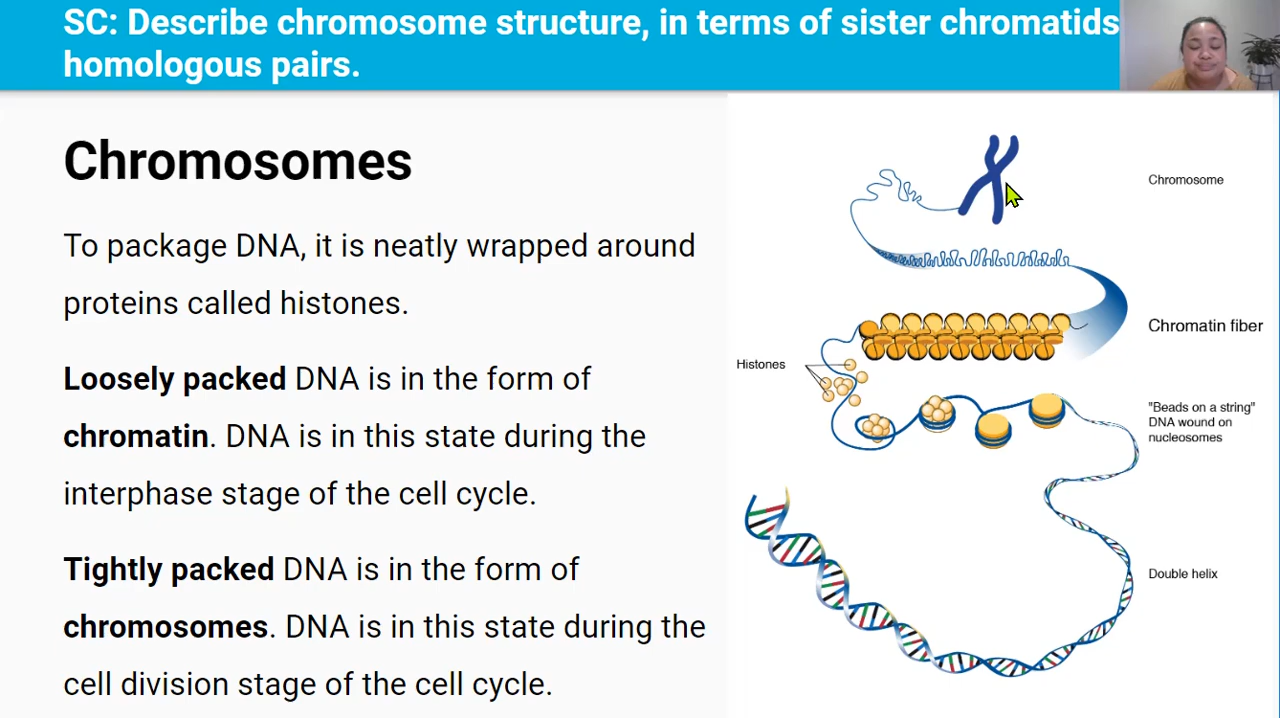 SC: Describe chromosome structure, in terms of sister chromatids
homologous pairs.
Chromosomes
To package DNA, it is neatly wrapped around
proteins called histones.
Loosely packed DNA is in the form of
chromatin. DNA is in this state during the
interphase stage of the cell cycle.
Tightly packed DNA is in the form of
chromosomes. DNA is in this state during the
cell division stage of the cell cycle.
Chromosome
Chromatin fiber
Histones
"Beads on a string"
DNA wound on
nucleosomes
Double helix